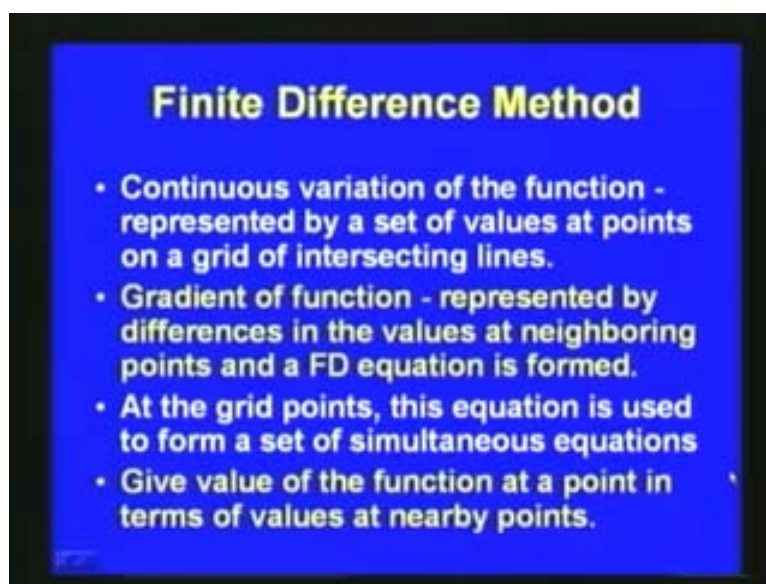 Finite Difference Method
• Continuous variation of the function -
represented by a set of values at points
on a grid of intersecting lines.
• Gradient of function - represented by
differences in the values at neighboring
points and a FD equation is formed.
• At the grid points, this equation is used
to form a set of simultaneous equations
• Give value of the function at a point in
terms of values at nearby points.